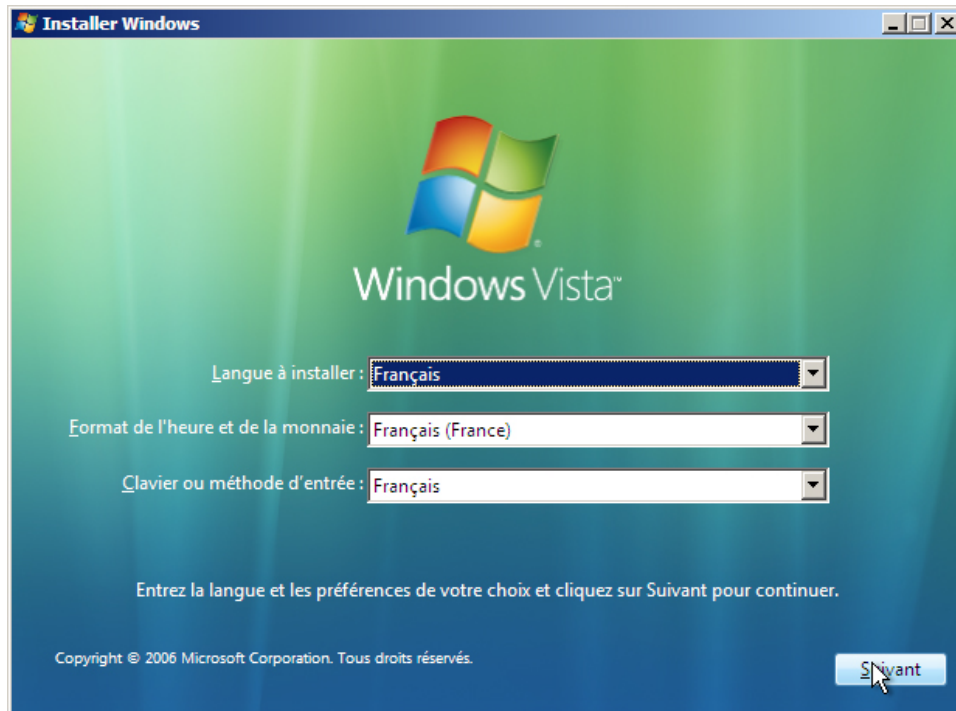 Installer Windows
Windows Vista™
Langue à installer : Français
Format de l'heure et de la monnaie : Français (France)
Clavier ou méthode d'entrée : Français
Entrez la langue et les préférences de votre choix et cliquez sur Suivant pour continuer.
Copyright © 2006 Microsoft Corporation. Tous droits réservés.
Suivant